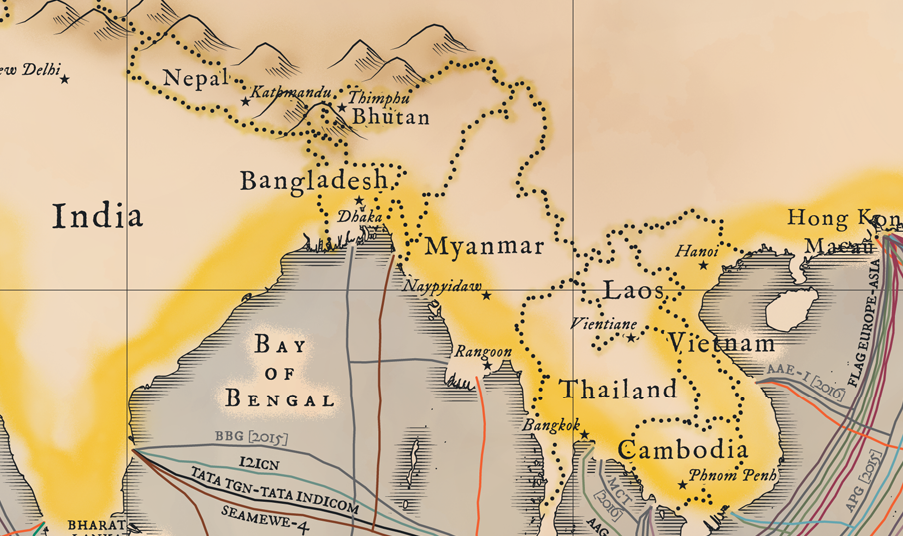 ew Delhi
Nepal
Katpmandu
Thimphu
Bhutan
Bangladesh
Dhaka
India
Myanmar
Hong Kon
Macau
Hanoi
Laos
Naypyidaw
Vientiane
Vietnam
Rangoon
BAY
OF
BENGAL
Thailand
Bangkok
Cambodia
Phnom Penh
FLAG EUROPE-ASIA
AAE-1 [2016]
APG [2015]
BBG [2015]
I2ICN
TATA TGN-TATA INDICOM
SEAMEWE-4
MCT
[2016]
AAG
BHARAT
LANKA